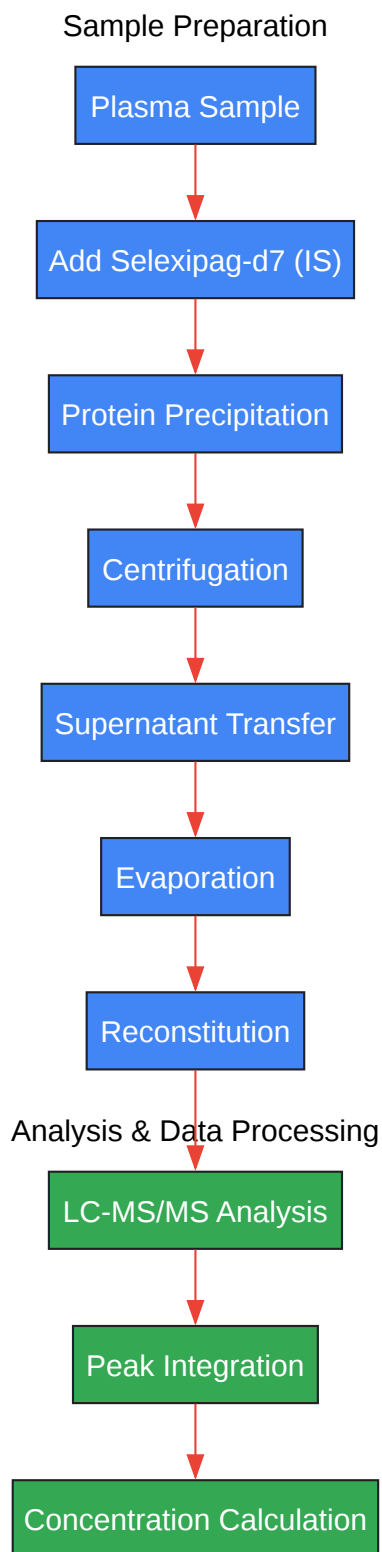 Sample Preparation
Plasma Sample
Add Selexipag-d7 (IS)
Protein Precipitation
Centrifugation
Supernatant Transfer
Evaporation
Reconstitution
Analysis & Data Processing
LC-MS/MS Analysis
Peak Integration
Concentration Calculation